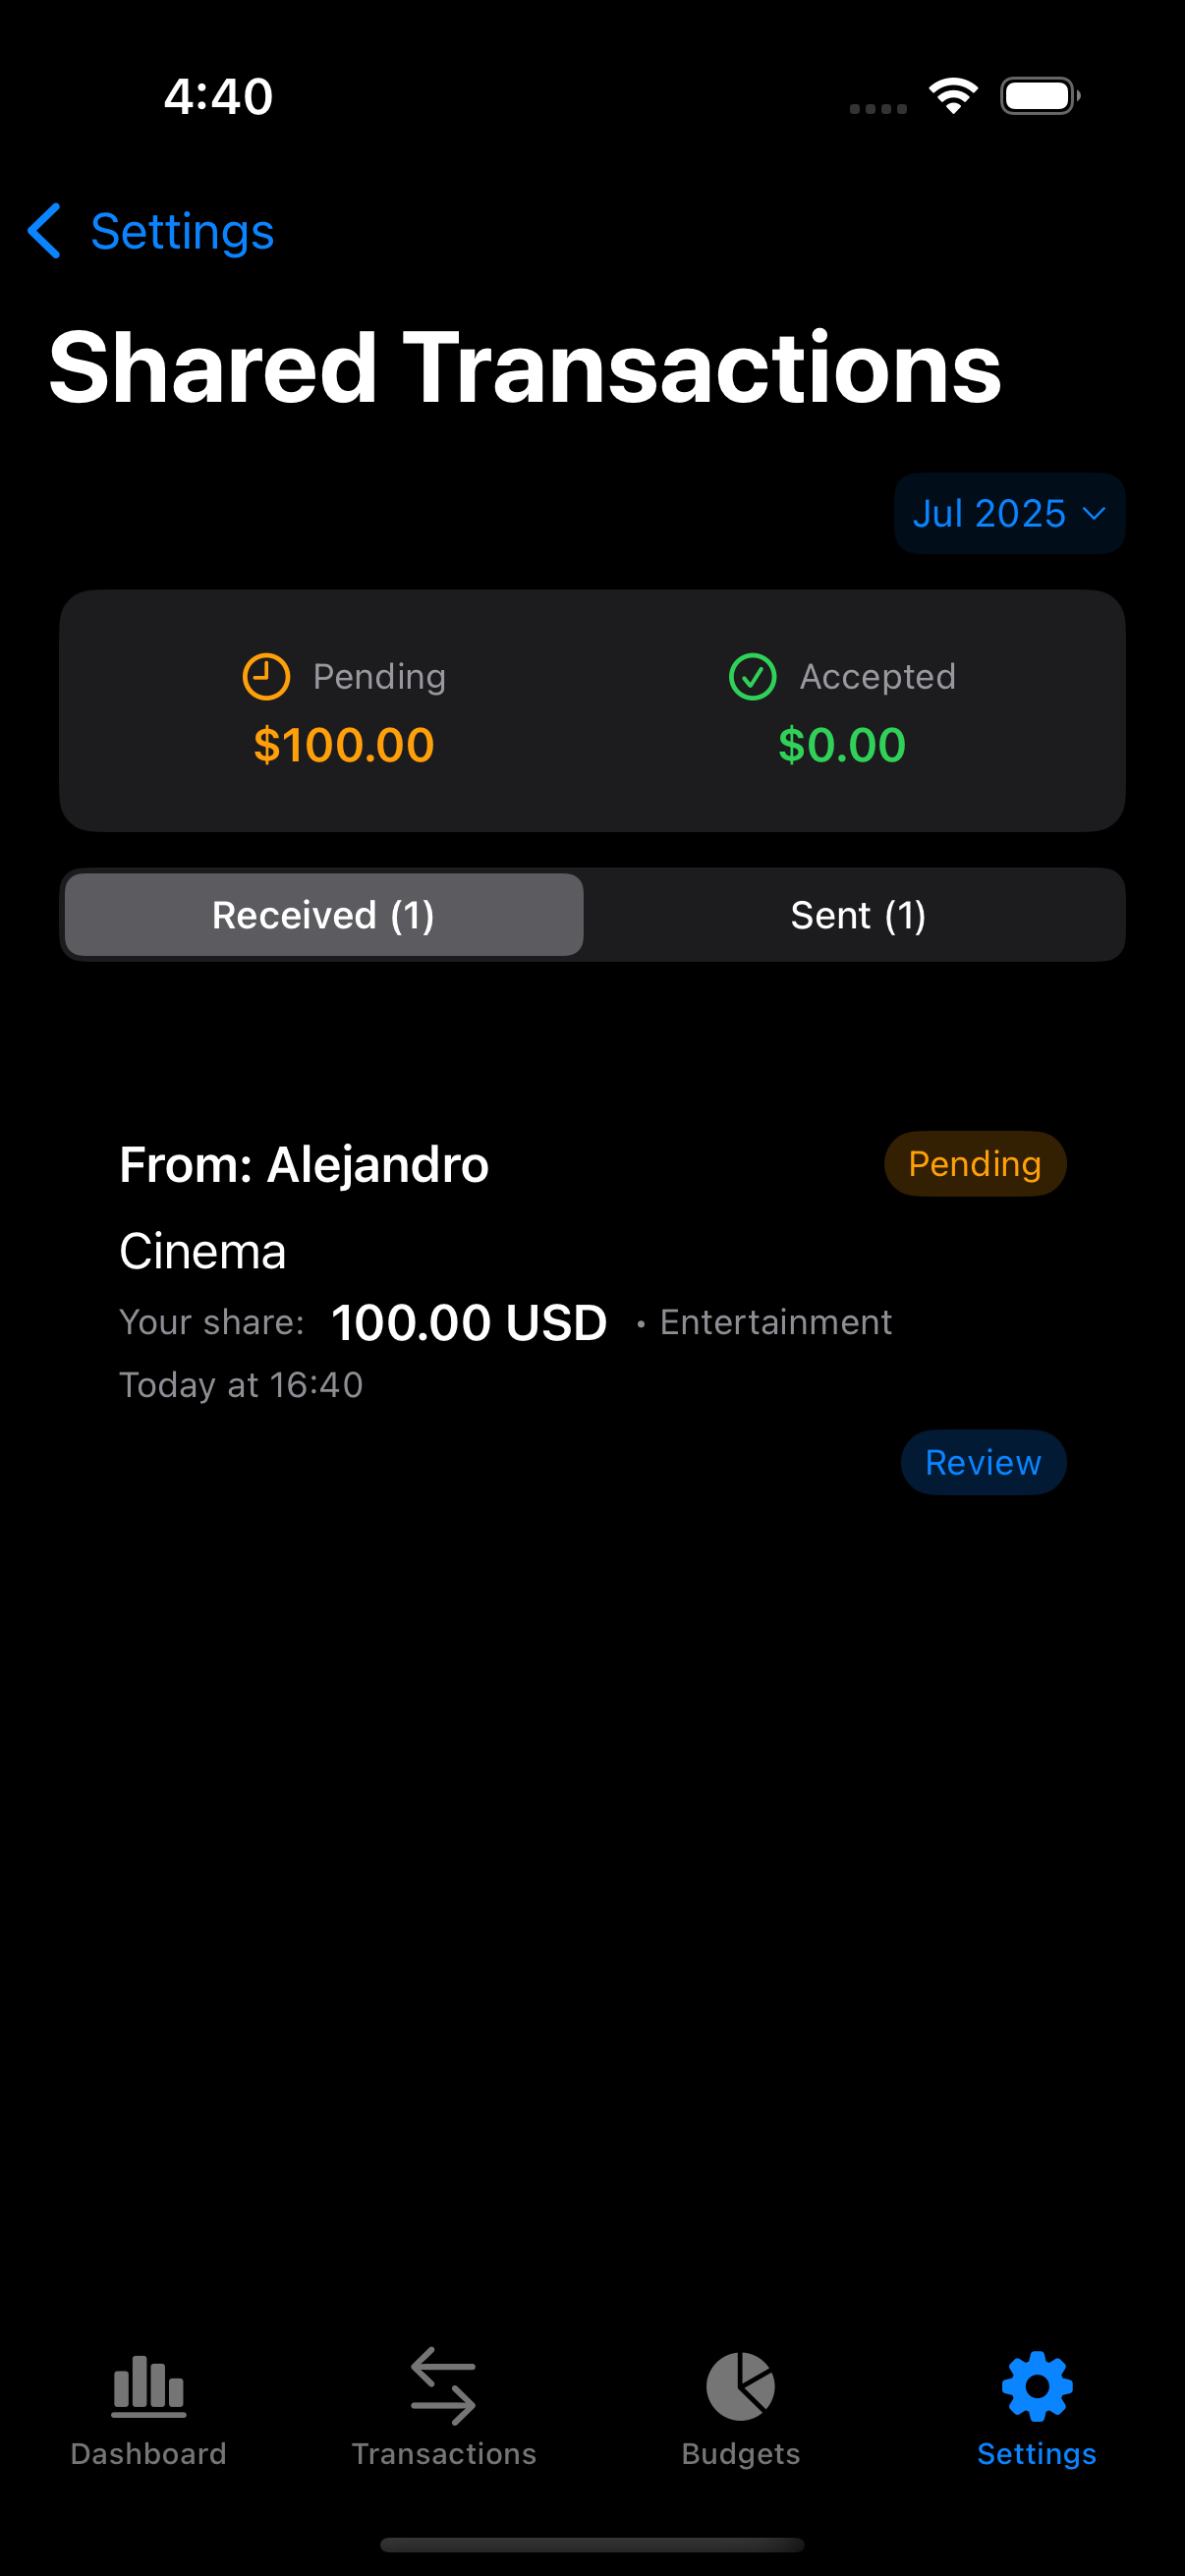 4:40
Settings
Shared Transactions
Jul 2025
Pending
Accepted
$100.00
$0.00
Received (1)
Sent (1)
From: Alejandro
Pending
Cinema
Your share: 100.00 USD • Entertainment
Today at 16:40
Review
Dashboard
Transactions
Budgets
Settings